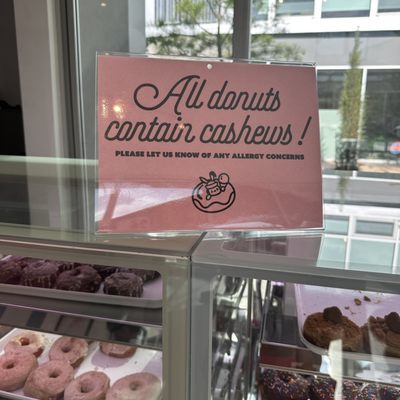 All donuts
contain cashews!
PLEASE LET US KNOW OF ANY ALLERGY CONCERNS